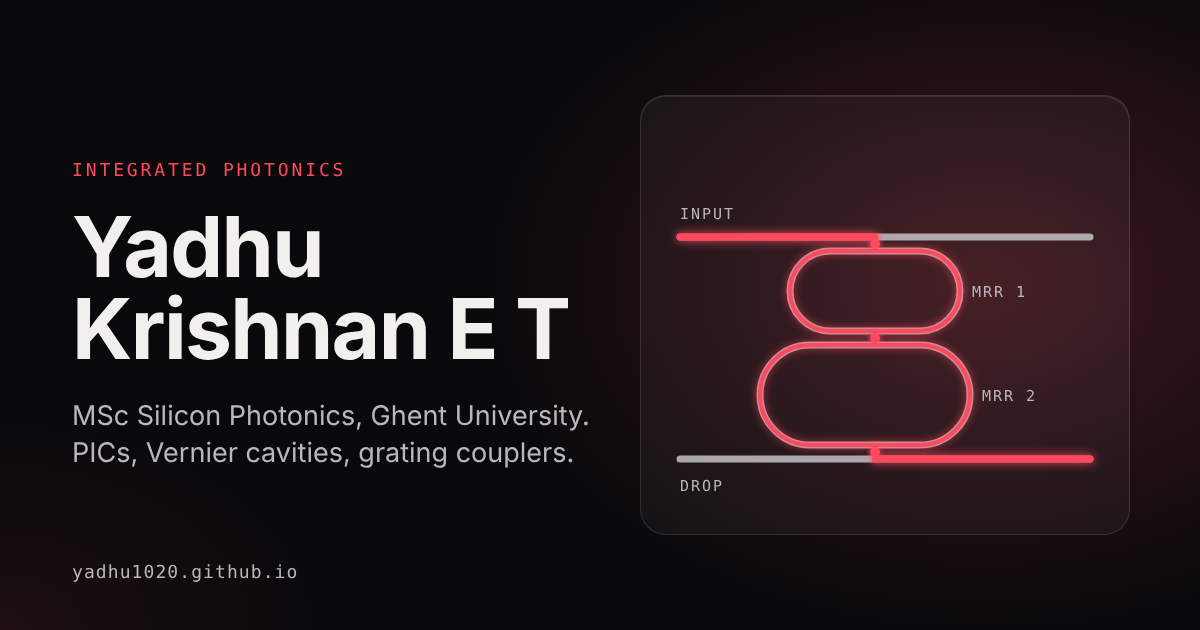 INTEGRATED PHOTONICS
Yadhu
Krishnan E T
MSc Silicon Photonics, Ghent University.
PICs, Vernier cavities, grating couplers.
yadhu1020.github.io
INPUT
MRR 1
MRR 2
DROP